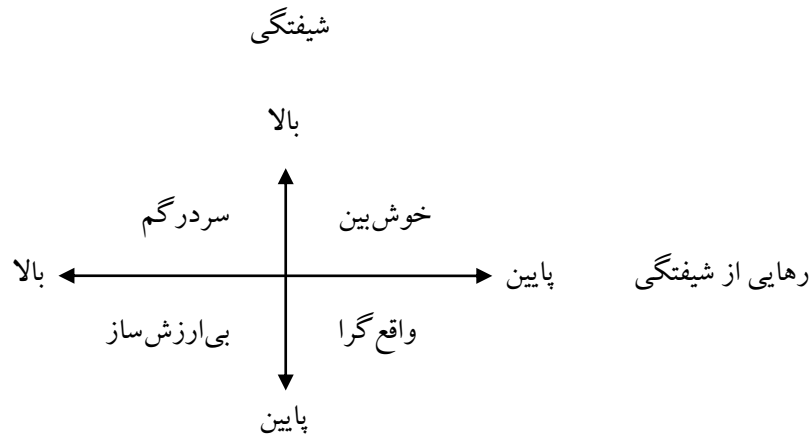 شیفتگی
بالا
خوش‌بین
سردرگم
رهایی از شیفتگی
پایین
بالا
واقع‌گرا
بی‌ارزش‌ساز
پایین